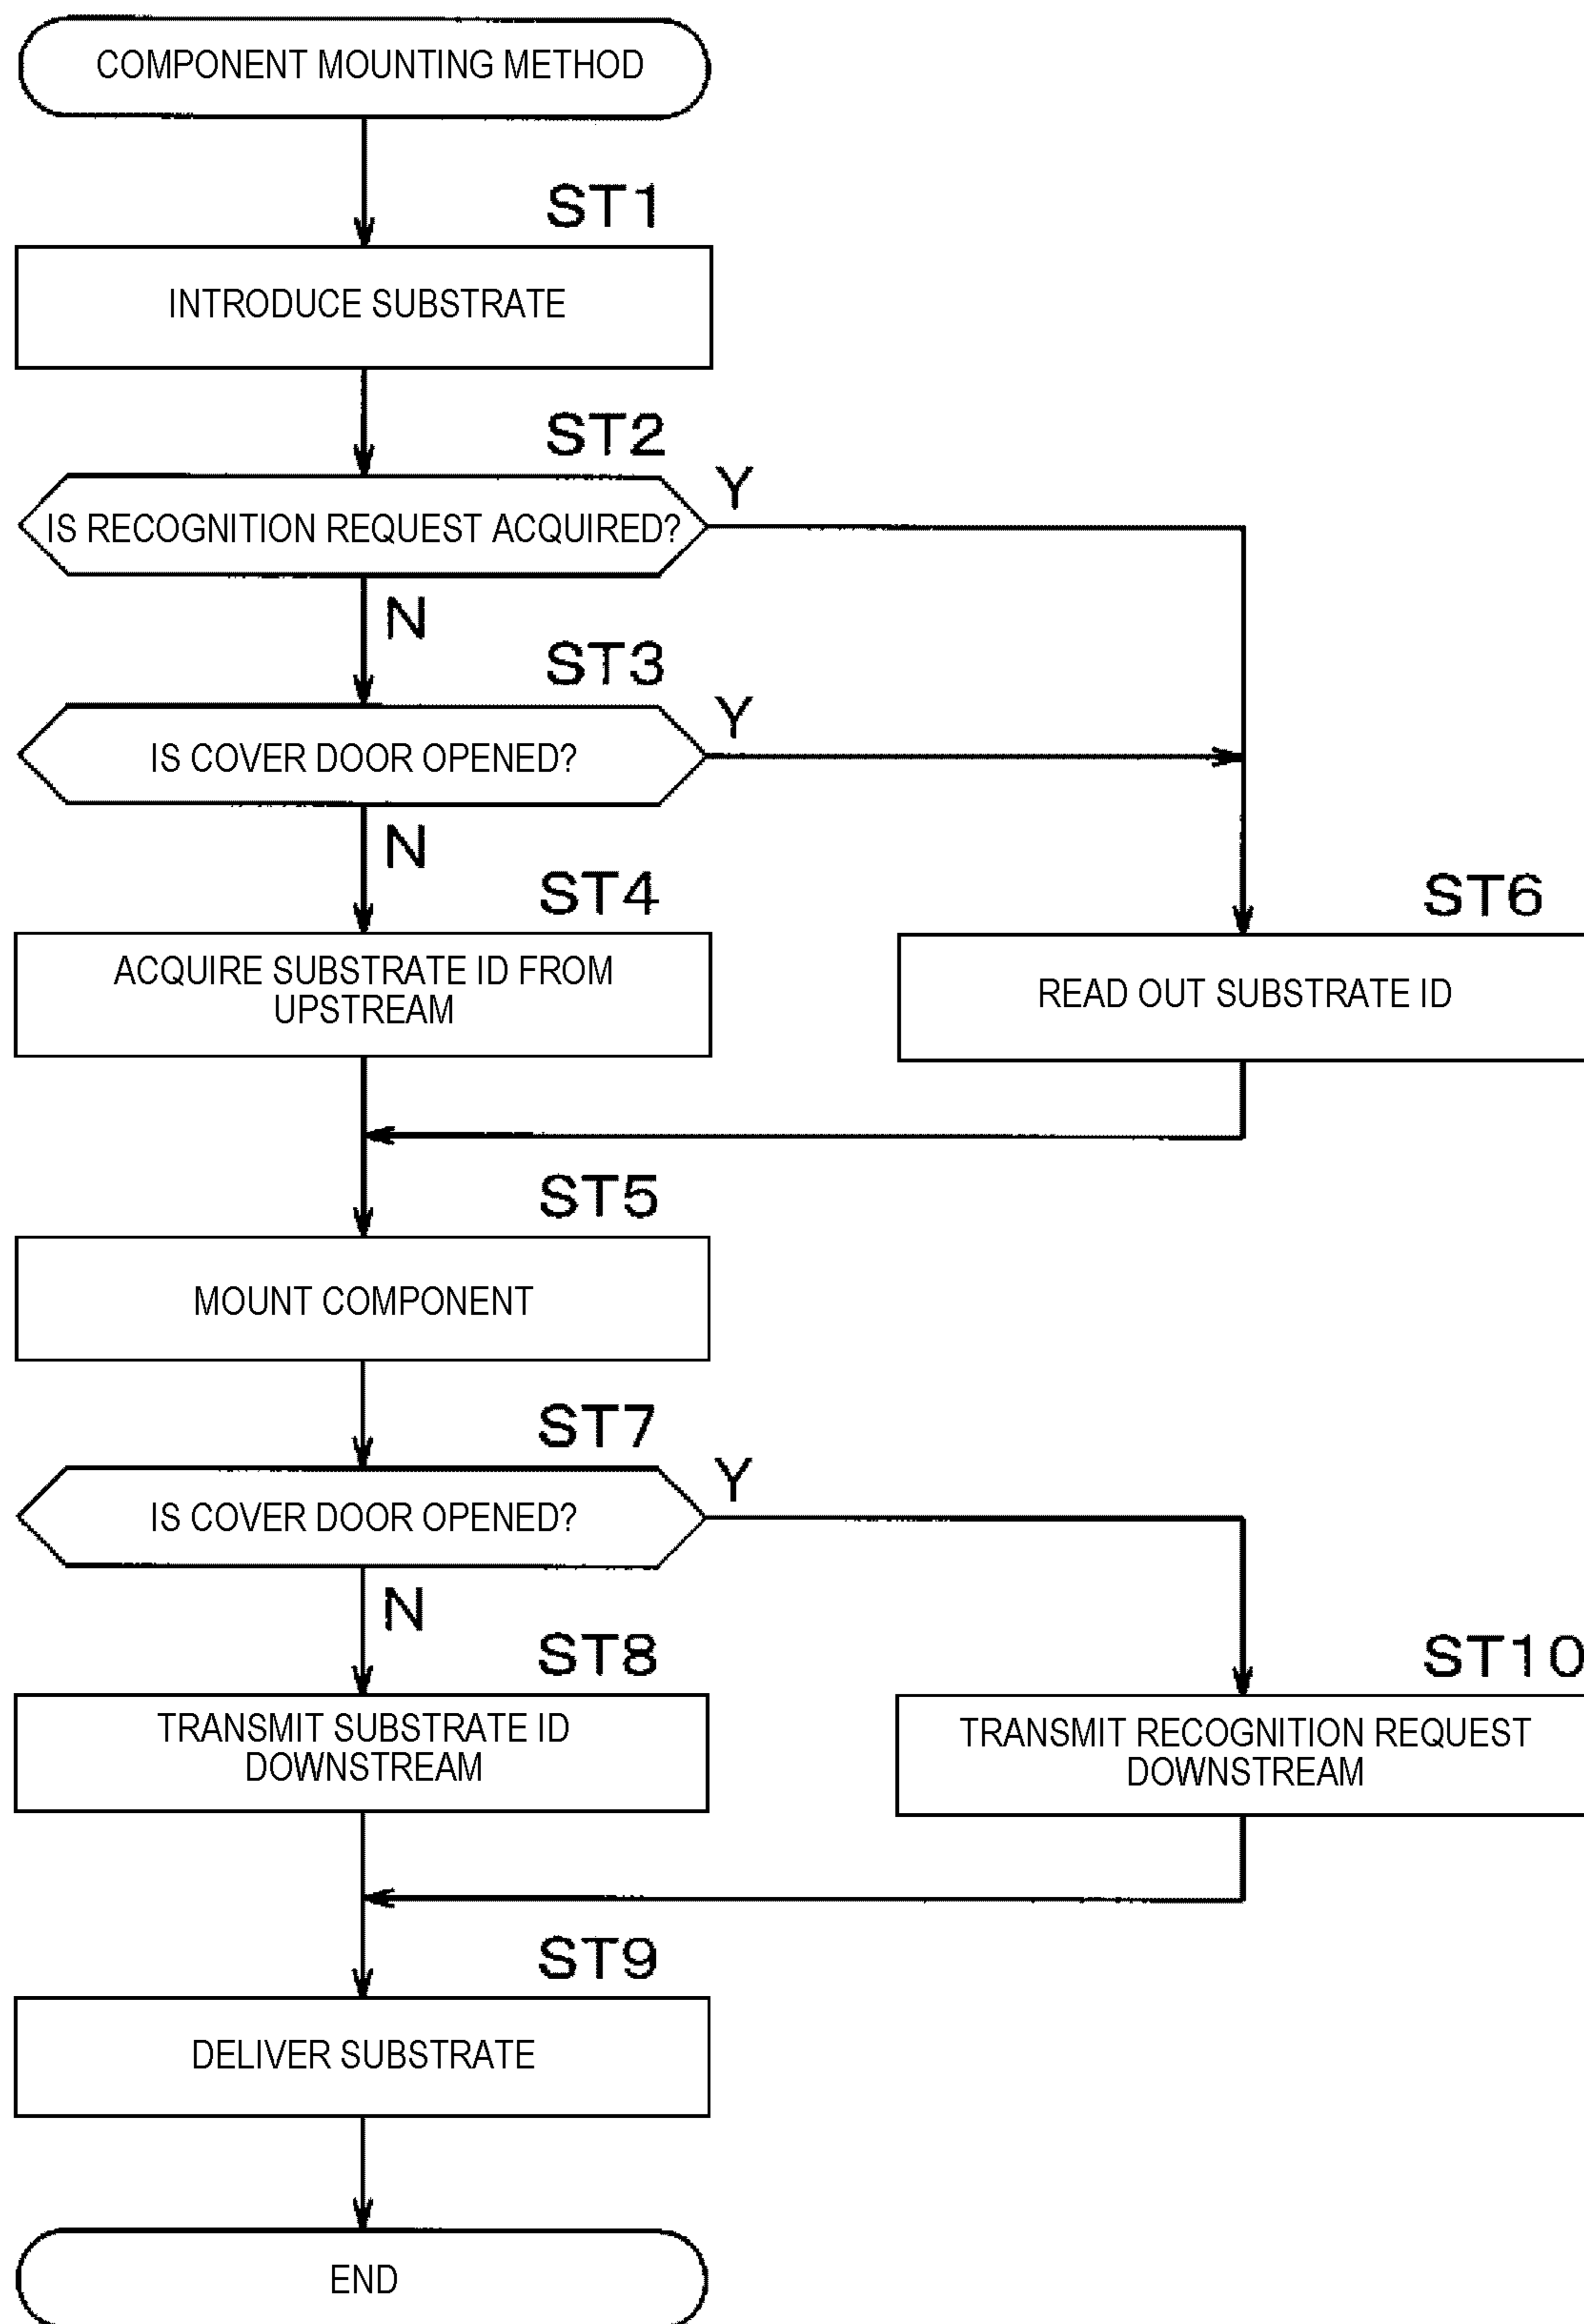 COMPONENT MOUNTING METHOD
ST1
INTRODUCE SUBSTRATE
ST2
Y
IS RECOGNITION REQUEST ACQUIRED?
N
ST3
Y
IS COVER DOOR OPENED?
N
ST4
ST6
ACQUIRE SUBSTRATE ID FROM
UPSTREAM
READ OUT SUBSTRATE ID
ST5
MOUNT COMPONENT
ST7
Y
IS COVER DOOR OPENED?
N
ST8
ST10
TRANSMIT SUBSTRATE ID
DOWNSTREAM
TRANSMIT RECOGNITION REQUEST
DOWNSTREAM
ST9
DELIVER SUBSTRATE
END